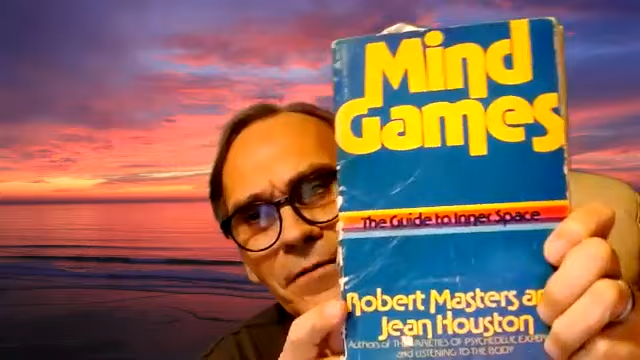 Mind
Games
The Guide to Inner Space
Robert Masters
Jean Houston
Authors of THE VARIETIES OF PSYCHEDELIC
and LISTENING TO THE BODY